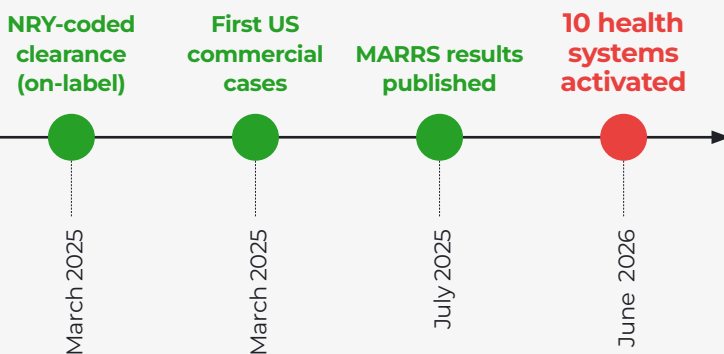 NRY-coded
clearance
(on-label)
First US
commercial
cases
MARRS results
published
10 health
systems
activated
March 2025
March 2025
July 2025
June 2026